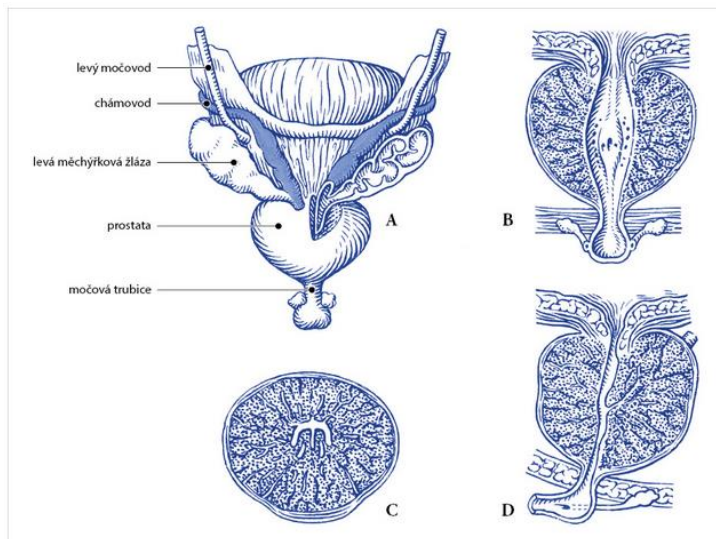 levý močovod
chámovod
levá měchýřková žláza
prostata
močová trubice
A
B
C
D